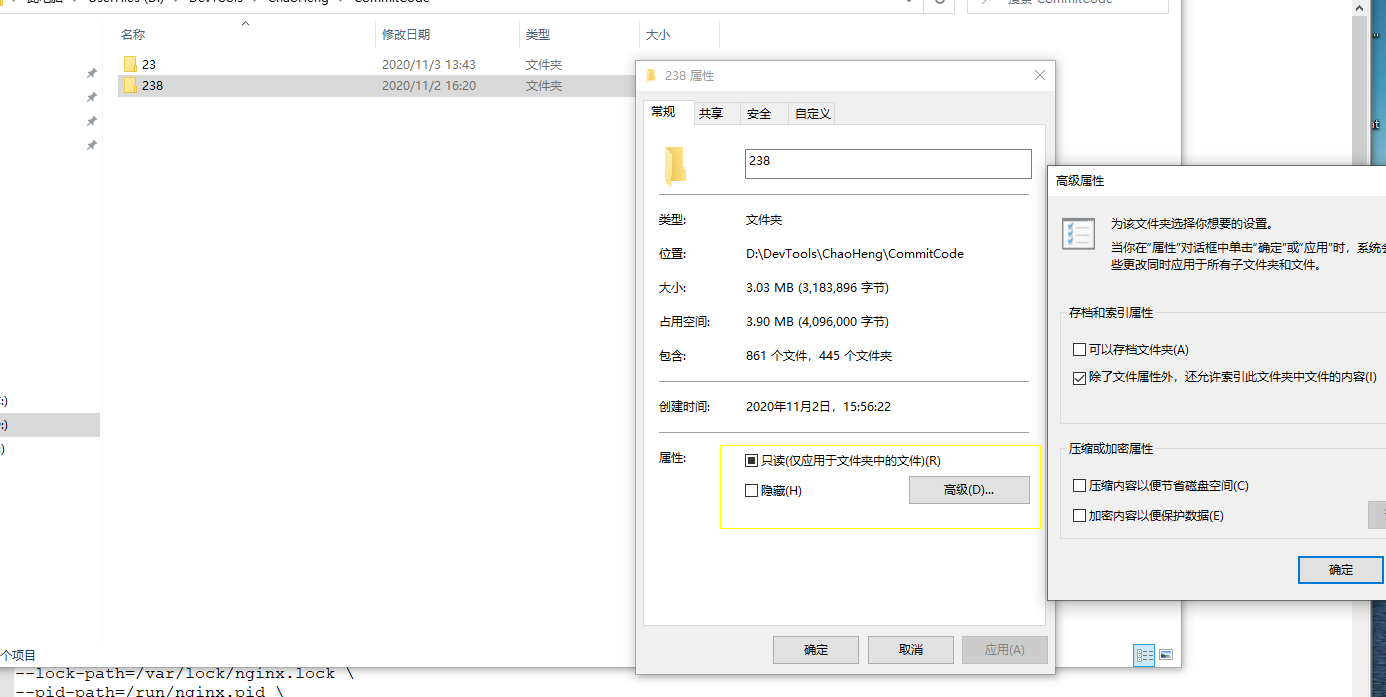 UserFiles (D:) › DevTools › ChaoHeng › CommitCode
搜索"CommitCode"
名称 修改日期 类型 大小
23 2020/11/3 13:43 文件夹
238 2020/11/2 16:20 文件夹
:)
:)
)
个项目
238 属性
常规 共享 安全 自定义
238
类型: 文件夹
位置: D:\DevTools\ChaoHeng\CommitCode
大小: 3.03 MB (3,183,896 字节)
占用空间: 3.90 MB (4,096,000 字节)
包含: 861 个文件，445 个文件夹
创建时间: 2020年11月2日，15:56:22
属性: 只读(仅应用于文件夹中的文件)(R)
隐藏(H) 高级(D)...
确定 取消 应用(A)
高级属性
为该文件夹选择你想要的设置。
当你在"属性"对话框中单击"确定"或"应用"时，系统会
些更改同时应用于所有子文件夹和文件。
存档和索引属性
可以存档文件夹(A)
除了文件属性外，还允许索引此文件夹中文件的内容(I)
压缩或加密属性
压缩内容以便节省磁盘空间(C)
加密内容以便保护数据(E)
确定
--lock-path=/var/lock/nginx.lock \
--pid-path=/run/nginx.pid \